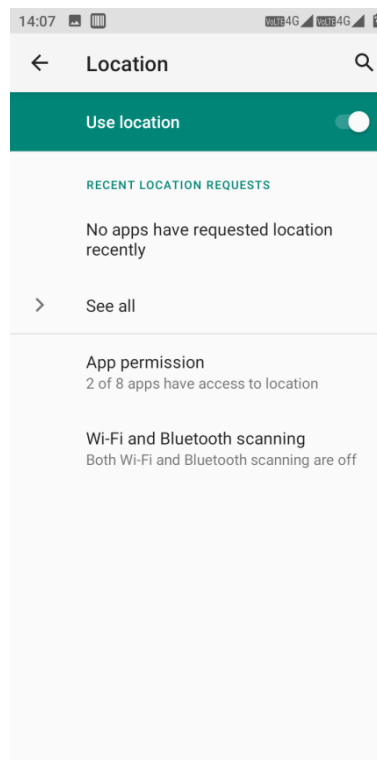 14:07 VoLTE 4G VoLTE 4G
Location
Use location
RECENT LOCATION REQUESTS
No apps have requested location
recently
See all
App permission
2 of 8 apps have access to location
Wi-Fi and Bluetooth scanning
Both Wi-Fi and Bluetooth scanning are off